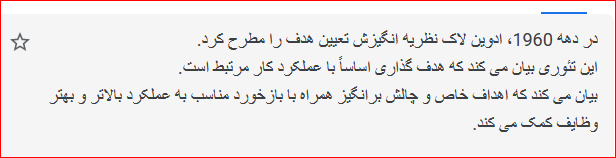 در دهه 1960، ادوین لاک نظریه انگیزش تعیین هدف را مطرح کرد.
این تئوری بیان می کند که هدف گذاری اساساً با عملکرد کار مرتبط است.
بیان می کند که اهداف خاص و چالش برانگیز همراه با بازخورد مناسب به عملکرد بالاتر و بهتر
وظایف کمک می کند.